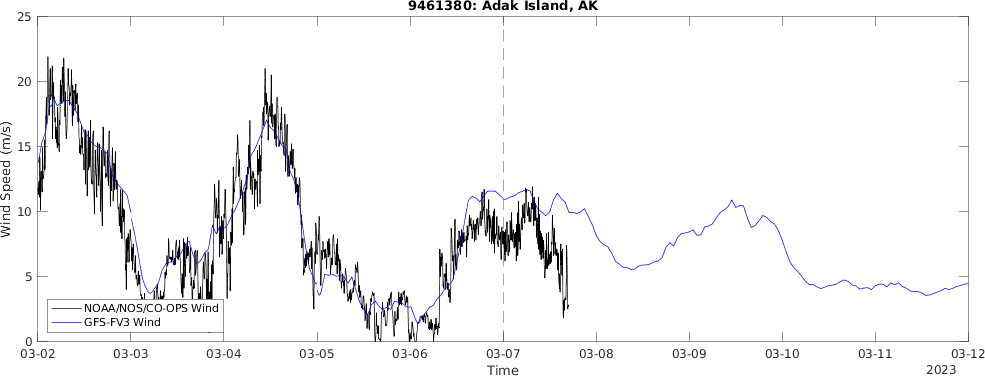 9461380: Adak Island, AK
25
20
15
10
5
0
Wind Speed (m/s)
NOAA/NOS/CO-OPS Wind
GFS-FV3 Wind
03-02 03-03 03-04 03-05 03-06 03-07 03-08 03-09 03-10 03-11 03-12
Time
2023